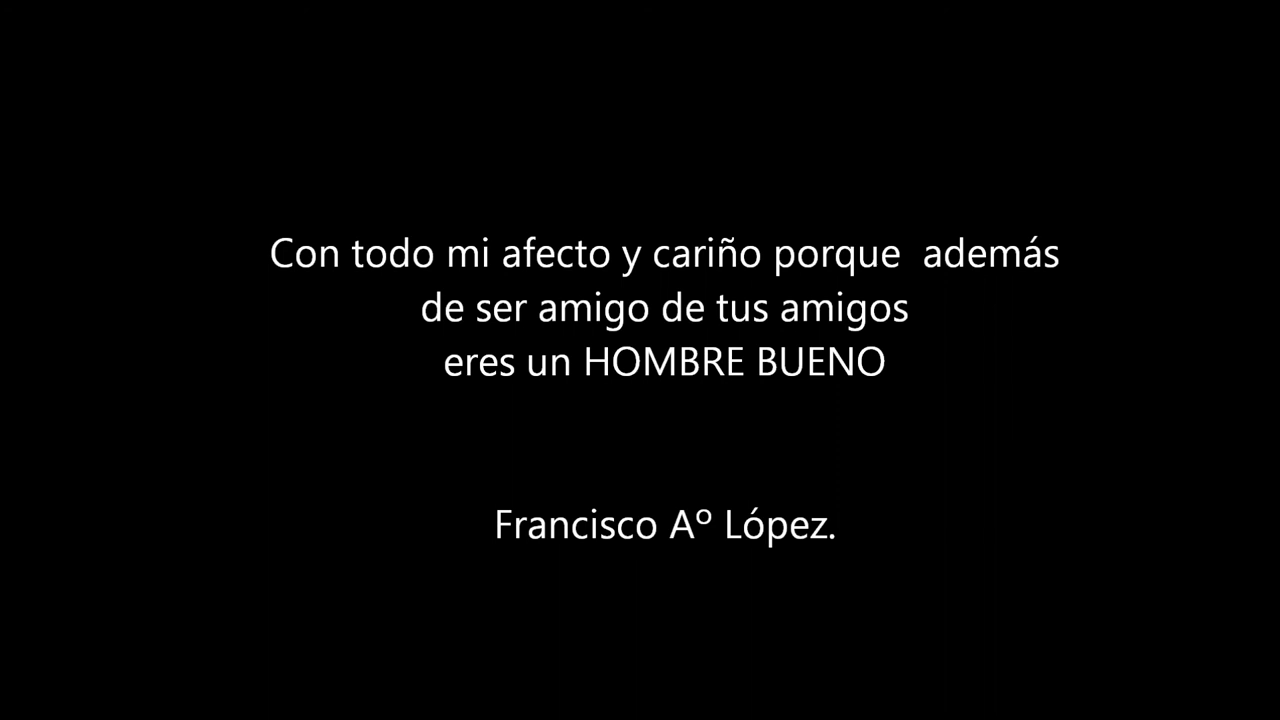 Con todo mi afecto y cariño porque  además
de ser amigo de tus amigos
eres un HOMBRE BUENO
Francisco Aº López.